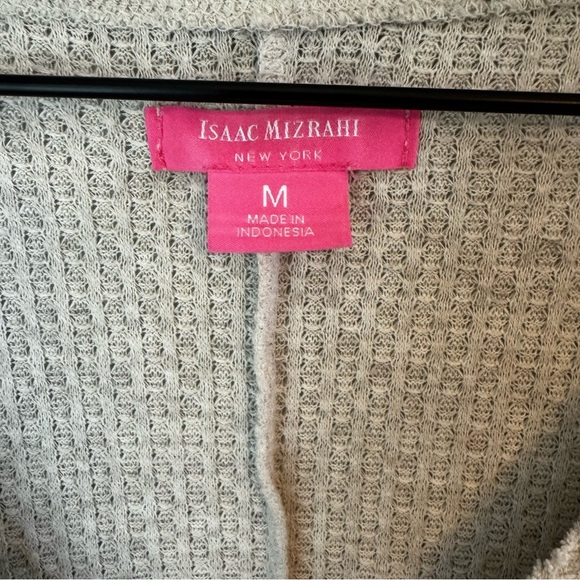 ISAAC MIZRAHI
NEW YORK
M
MADE IN
INDONESIA